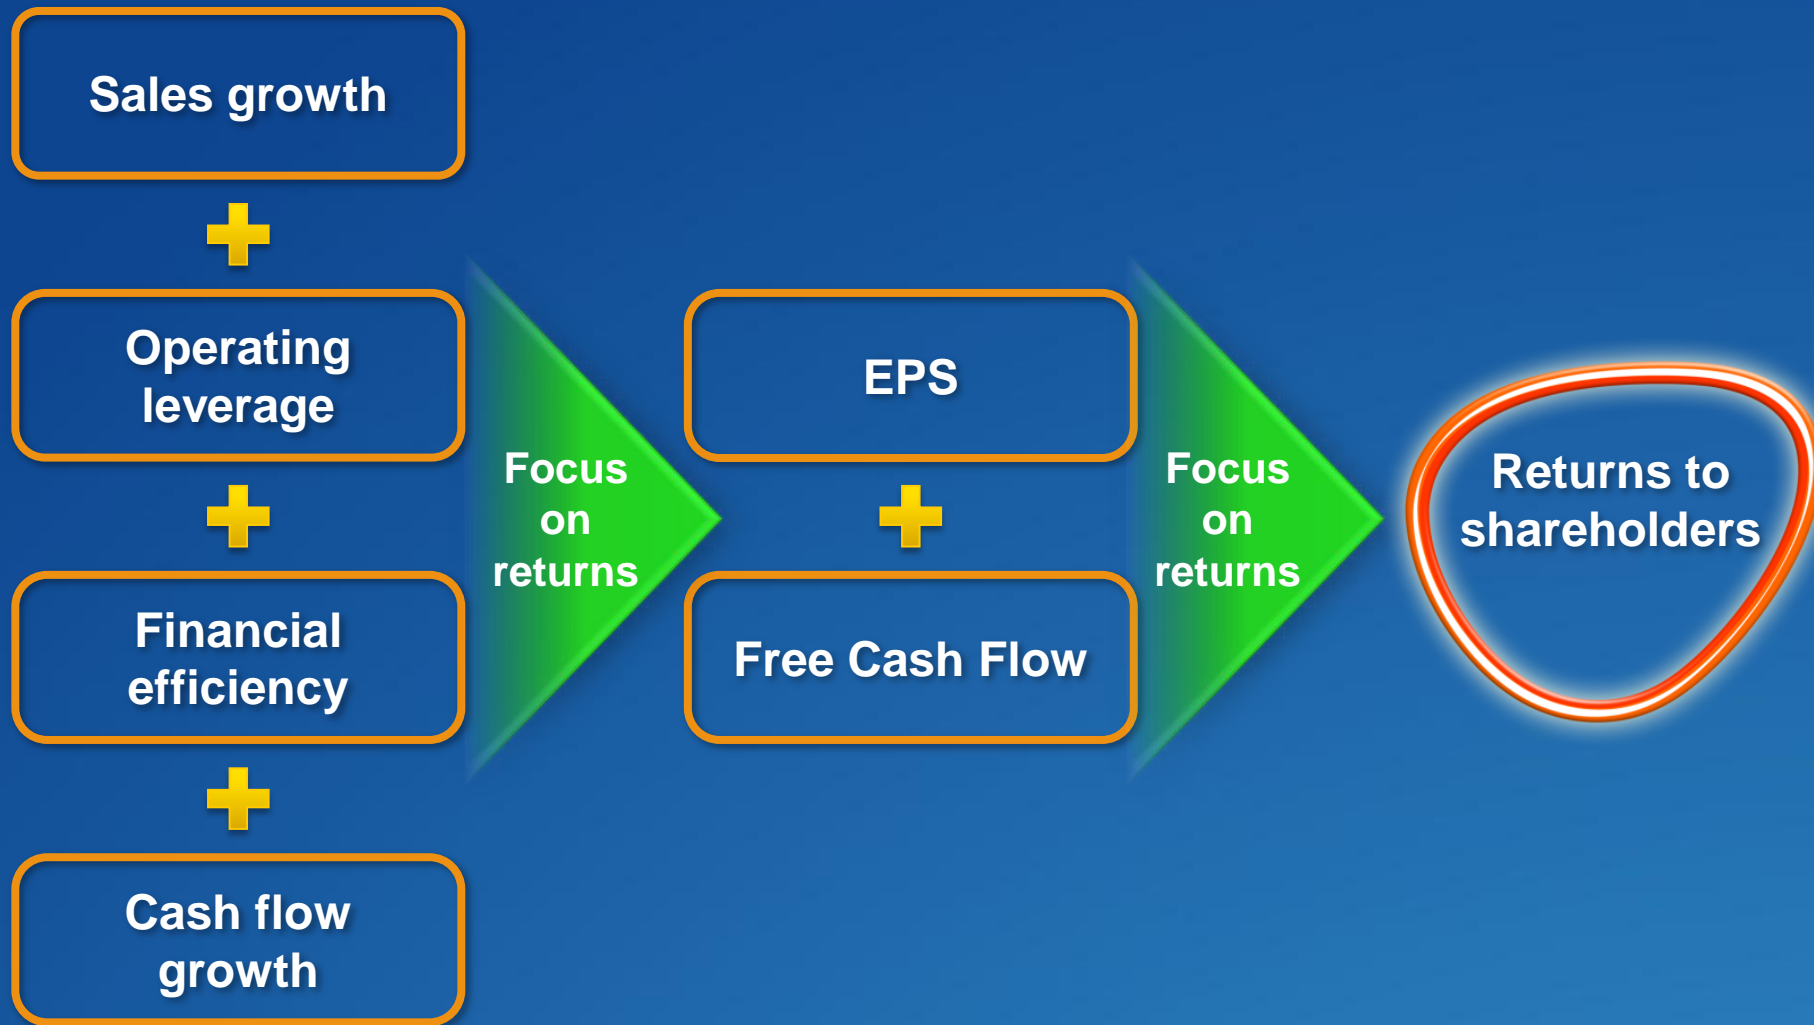 Sales growth
Operating
leverage
Financial
efficiency
Cash flow
growth
Focus
on
returns
EPS
Free Cash Flow
Focus
on
returns
Returns to
shareholders